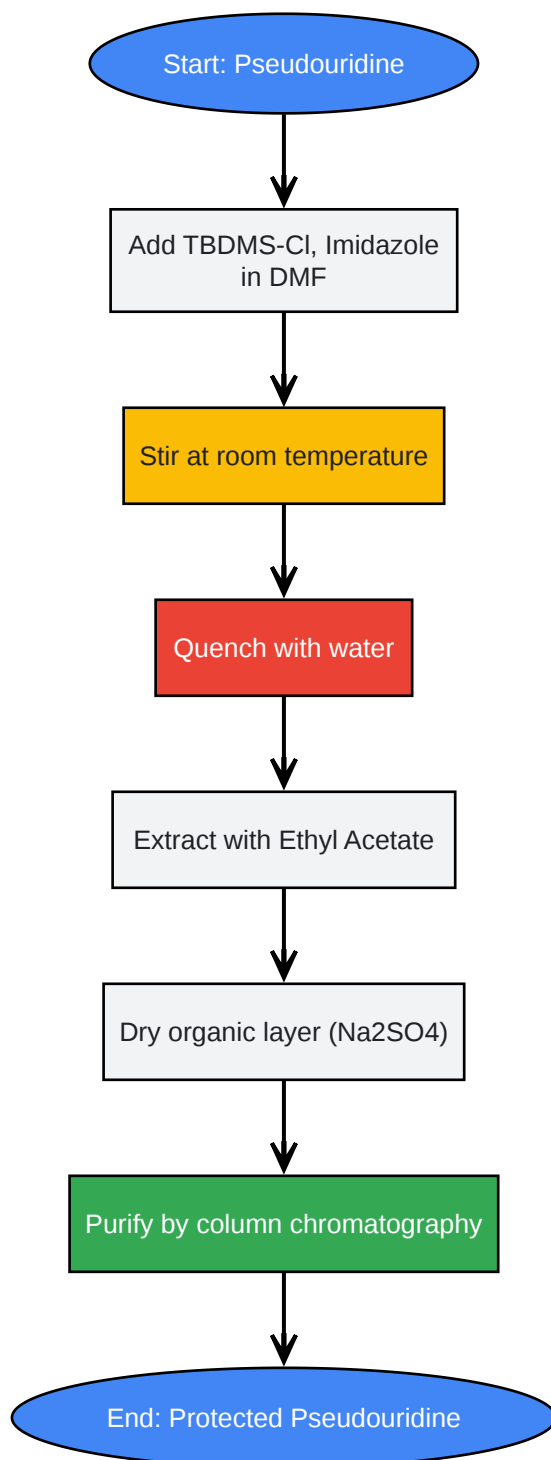 Start: Pseudouridine
Add TBDMS-Cl, Imidazole
in DMF
Stir at room temperature
Quench with water
Extract with Ethyl Acetate
Dry organic layer (Na2SO4)
Purify by column chromatography
End: Protected Pseudouridine